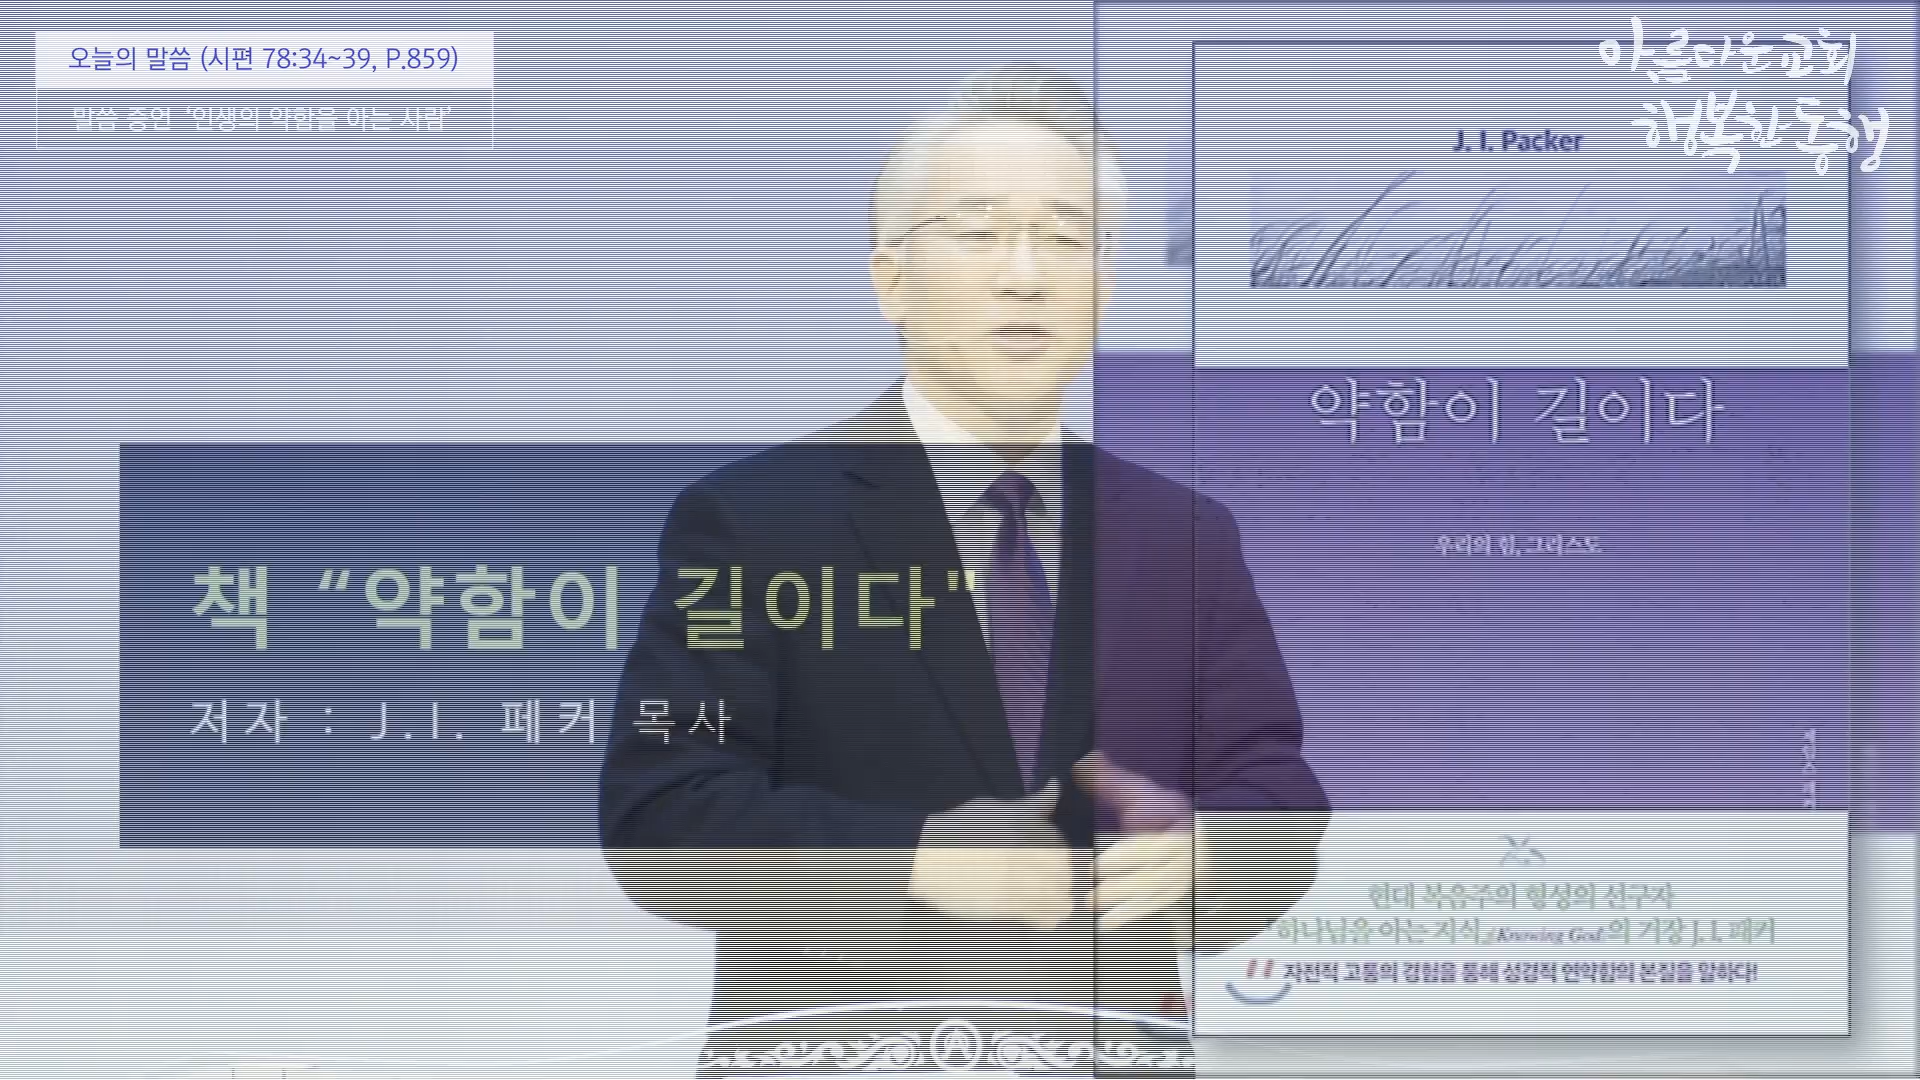 오늘의 말씀 (시편 78:34~39, P.859)
말씀 증언 '인생의 약함을 아는 사람'
아름다운교회
행복한동행
J. I. Packer
약함이 길이다
우리의 힘, 그리스도
책 “약함이 길이다"
저자 : J.I. 페커 목사
현대 복음주의 형성의 선구자
『하나님을 아는 지식』Knowing God의 거장 J. I. 패커
자전적 고통의 경험을 통해 성경적 연약함의 본질을 말하다!